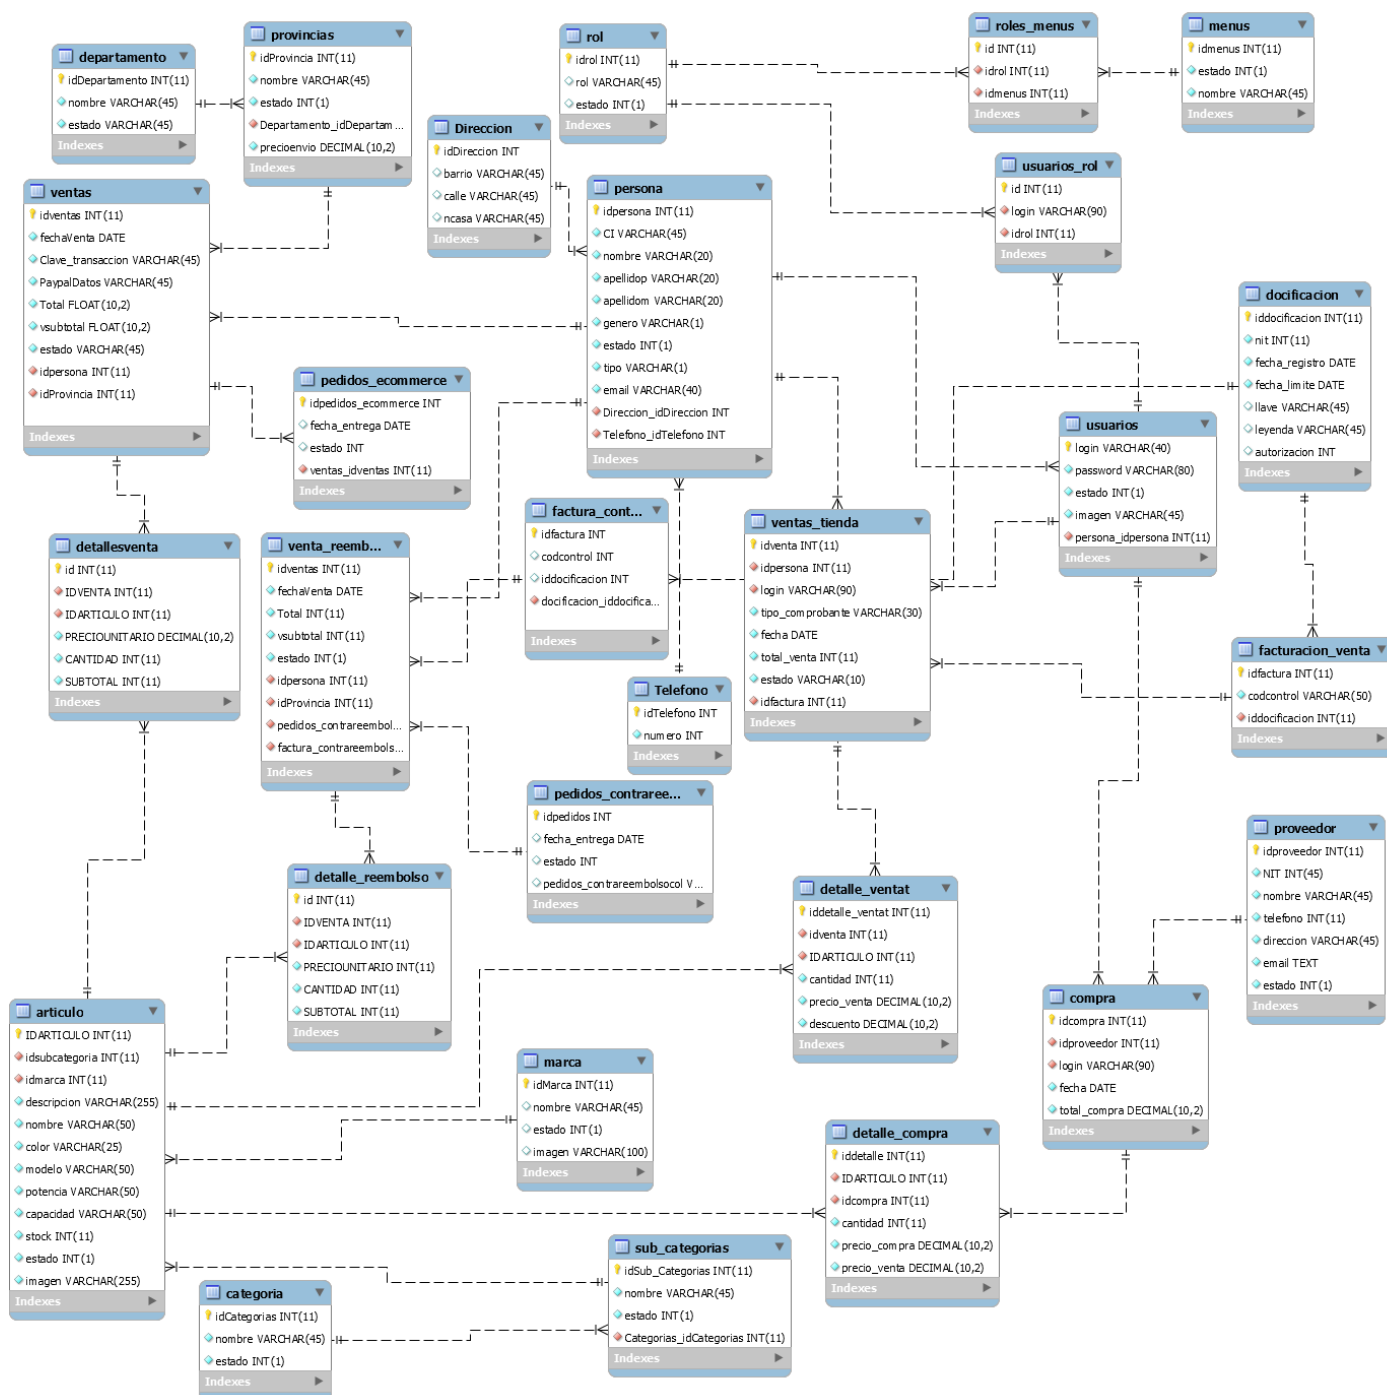 departamento
idDepartamento INT(11)
nombre VARCHAR(45)
estado VARCHAR(45)
Indexes
provincias
idProvincia INT(11)
nombre VARCHAR(45)
estado INT(1)
Departamento_idDepartam...
precioenvio DECIMAL(10,2)
Indexes
rol
idrol INT(11)
rol VARCHAR(45)
estado INT(1)
Indexes
roles_menus
id INT(11)
idrol INT(11)
idmenus INT(11)
Indexes
menus
idmenus INT(11)
estado INT(1)
nombre VARCHAR(45)
Indexes
Direccion
idDireccion INT
barrio VARCHAR(45)
calle VARCHAR(45)
ncasa VARCHAR(45)
Indexes
usuarios_rol
id INT(11)
login VARCHAR(90)
idrol INT(11)
Indexes
ventas
idventas INT(11)
fechaVenta DATE
Clave_transaccion VARCHAR(45)
PaypalDatos VARCHAR(45)
Total FLOAT(10,2)
vsubtotal FLOAT(10,2)
estado VARCHAR(45)
idpersona INT(11)
idProvincia INT(11)
Indexes
persona
idpersona INT(11)
CI VARCHAR(45)
nombre VARCHAR(20)
apellidop VARCHAR(20)
apellidom VARCHAR(20)
genero VARCHAR(1)
estado INT(1)
tipo VARCHAR(1)
email VARCHAR(40)
Direccion_idDireccion INT
Telefono_idTelefono INT
Indexes
docificacion
iddocificacion INT(11)
nit INT(11)
fecha_registro DATE
fecha_limite DATE
llave VARCHAR(45)
leyenda VARCHAR(45)
autorizacion INT
Indexes
pedidos_ecommerce
idpedidos_ecommerce INT
fecha_entrega DATE
estado INT
ventas_idventas INT(11)
Indexes
usuarios
login VARCHAR(40)
password VARCHAR(80)
estado INT(1)
imagen VARCHAR(45)
persona_idpersona INT(11)
Indexes
detallesventa
id INT(11)
IDVENTA INT(11)
IDARTICULO INT(11)
PRECIOUNITARIO DECIMAL(10,2)
CANTIDAD INT(11)
SUBTOTAL INT(11)
Indexes
venta_reemb...
idventas INT(11)
fechaVenta DATE
Total INT(11)
vsubtotal INT(11)
estado INT(1)
idpersona INT(11)
idProvincia INT(11)
pedidos_contrareembol...
factura_contrareembols...
Indexes
factura_cont...
idfactura INT
codcontrol INT
iddocificacion INT
docificacion_iddocifica...
Indexes
ventas_tienda
idventa INT(11)
idpersona INT(11)
login VARCHAR(90)
tipo_comprobante VARCHAR(30)
fecha DATE
total_venta INT(11)
estado VARCHAR(10)
idfactura INT(11)
Indexes
facturacion_venta
idfactura INT(11)
codcontrol VARCHAR(50)
iddocificacion INT(11)
Indexes
Telefono
idTelefono INT
numero INT
Indexes
pedidos_contraree...
idpedidos INT
fecha_entrega DATE
estado INT
pedidos_contrareembolsocol V...
Indexes
detalle_reembolso
id INT(11)
IDVENTA INT(11)
IDARTICULO INT(11)
PRECIOUNITARIO INT(11)
CANTIDAD INT(11)
SUBTOTAL INT(11)
Indexes
detalle_ventat
iddetalle_ventat INT(11)
idventa INT(11)
IDARTICULO INT(11)
cantidad INT(11)
precio_venta DECIMAL(10,2)
descuento DECIMAL(10,2)
Indexes
proveedor
idproveedor INT(11)
NIT INT(45)
nombre VARCHAR(45)
telefono INT(11)
direccion VARCHAR(45)
email TEXT
estado INT(1)
Indexes
articulo
IDARTICULO INT(11)
idsubcategoria INT(11)
idmarca INT(11)
descripcion VARCHAR(255)
nombre VARCHAR(50)
color VARCHAR(25)
modelo VARCHAR(50)
potencia VARCHAR(50)
capacidad VARCHAR(50)
stock INT(11)
estado INT(1)
imagen VARCHAR(255)
Indexes
compra
idcompra INT(11)
idproveedor INT(11)
login VARCHAR(90)
fecha DATE
total_compra DECIMAL(10,2)
Indexes
marca
idMarca INT(11)
nombre VARCHAR(45)
estado INT(1)
imagen VARCHAR(100)
Indexes
detalle_compra
iddetalle INT(11)
IDARTICULO INT(11)
idcompra INT(11)
cantidad INT(11)
precio_compra DECIMAL(10,2)
precio_venta DECIMAL(10,2)
Indexes
sub_categorias
idSub_Categorias INT(11)
nombre VARCHAR(45)
estado INT(1)
Categorias_idCategorias INT(11)
Indexes
categoria
idCategorias INT(11)
nombre VARCHAR(45)
estado INT(1)
Indexes